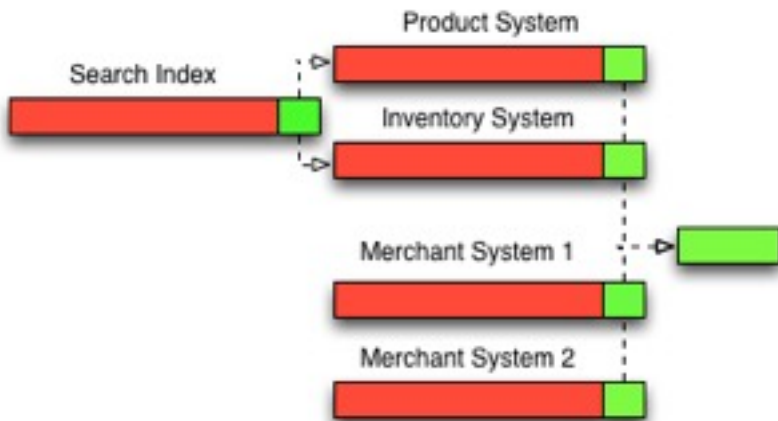 Product System
Search Index
Inventory System
Merchant System 1
Merchant System 2